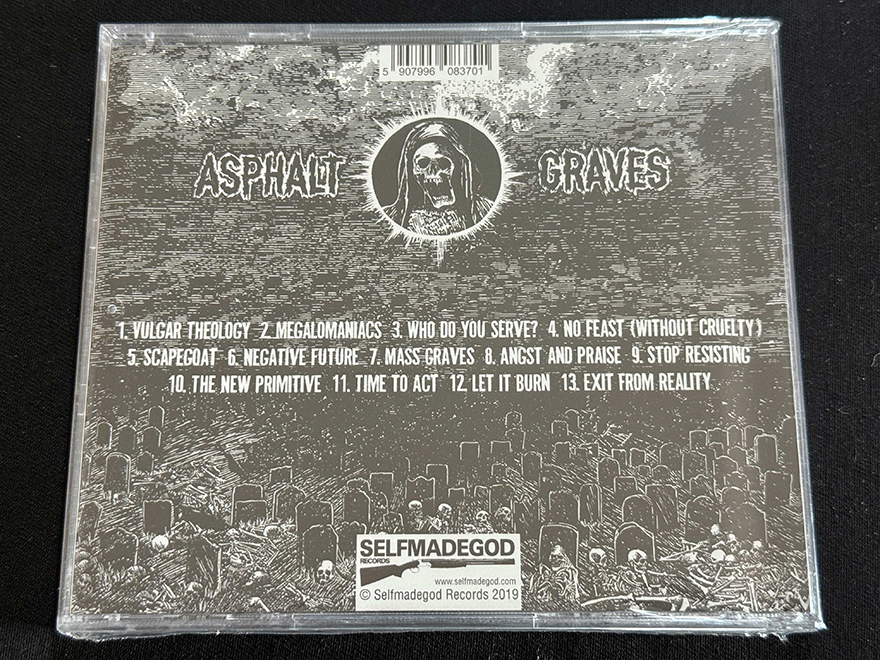 5 907996 083701
ASPHALT GRAVES
1. VULGAR THEOLOGY 2. MEGALOMANIACS 3. WHO DO YOU SERVE? 4. NO FEAST (WITHOUT CRUELTY)
5. SCAPEGOAT 6. NEGATIVE FUTURE 7. MASS GRAVES 8. ANGST AND PRAISE 9. STOP RESISTING
10. THE NEW PRIMITIVE 11. TIME TO ACT 12. LET IT BURN 13. EXIT FROM REALITY
SELFMADEGOD
RECORDS
www.selfmadegod.com
© Selfmadegod Records 2019